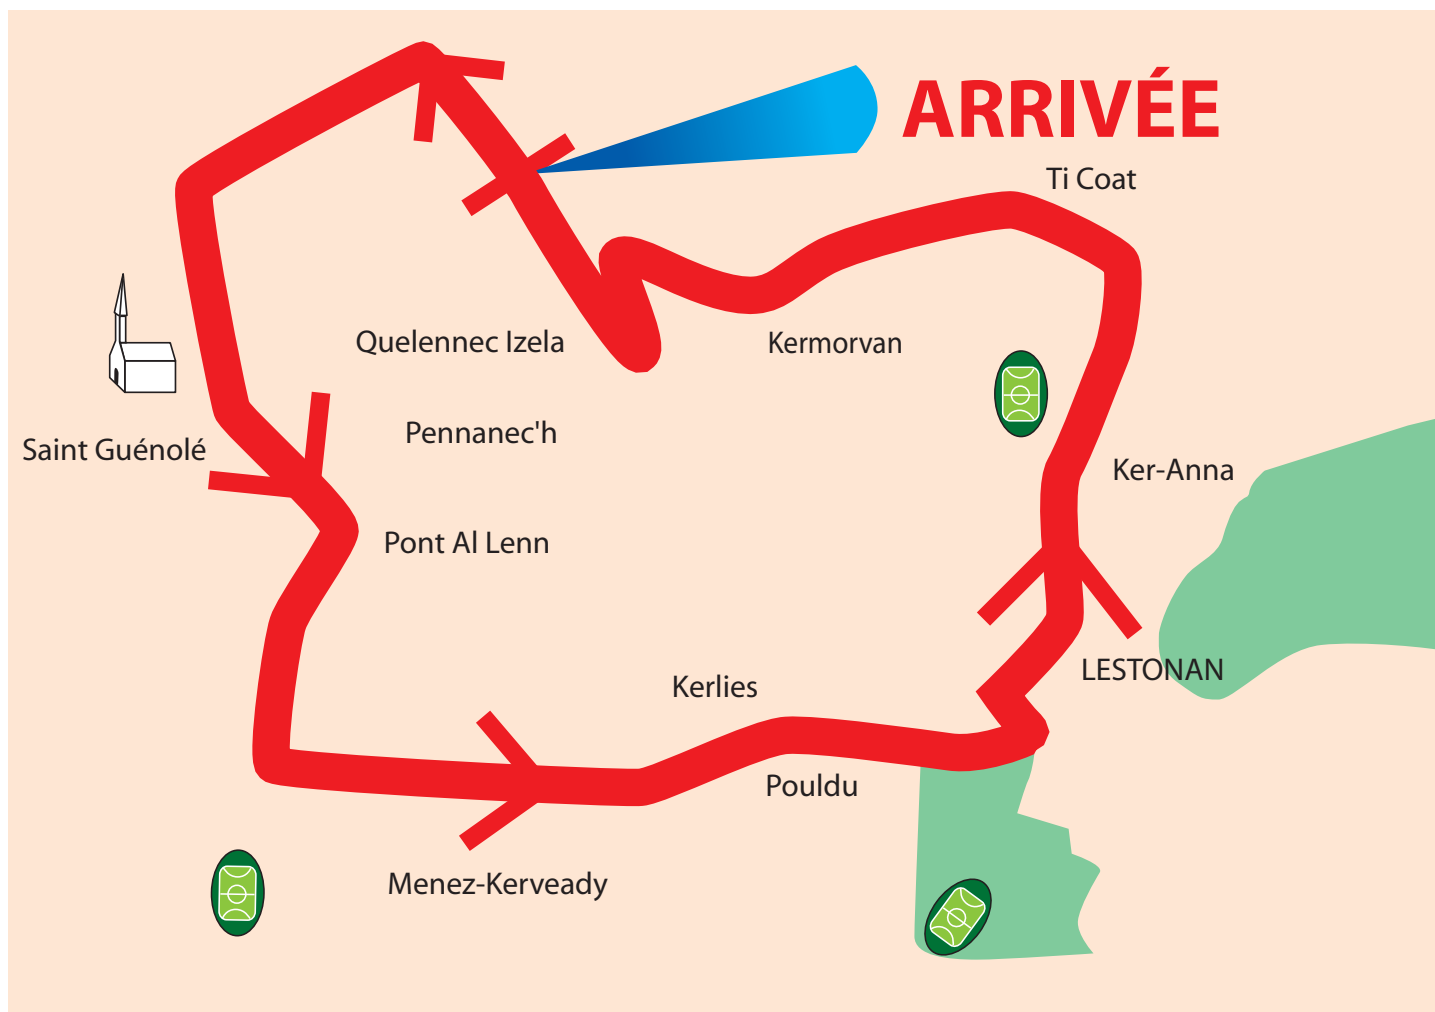 ARRIVÉE
Ti Coat
Quelennec Izela
Kermorvan
Pennanec'h
Saint Guénolé
Ker-Anna
Pont Al Lenn
LESTONAN
Kerlies
Pouldu
Menez-Kerveady